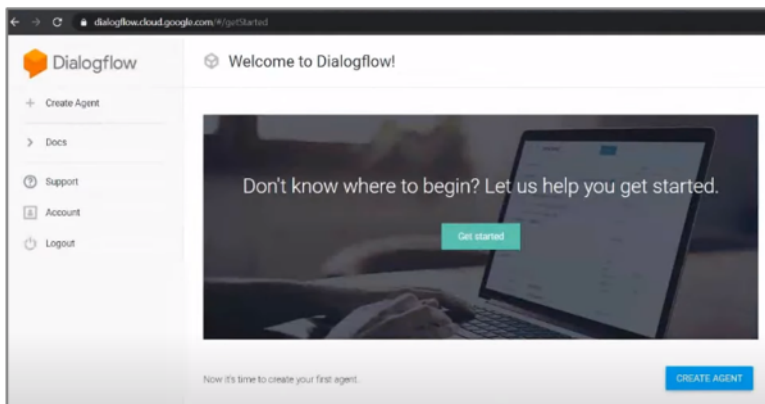 dialogflow.cloud.google.com/#/getStarted
Dialogflow
Welcome to Dialogflow!
Create Agent
Docs
Support
Account
Logout
Don't know where to begin? Let us help you get started.
Get started
Now it's time to create your first agent.
CREATE AGENT